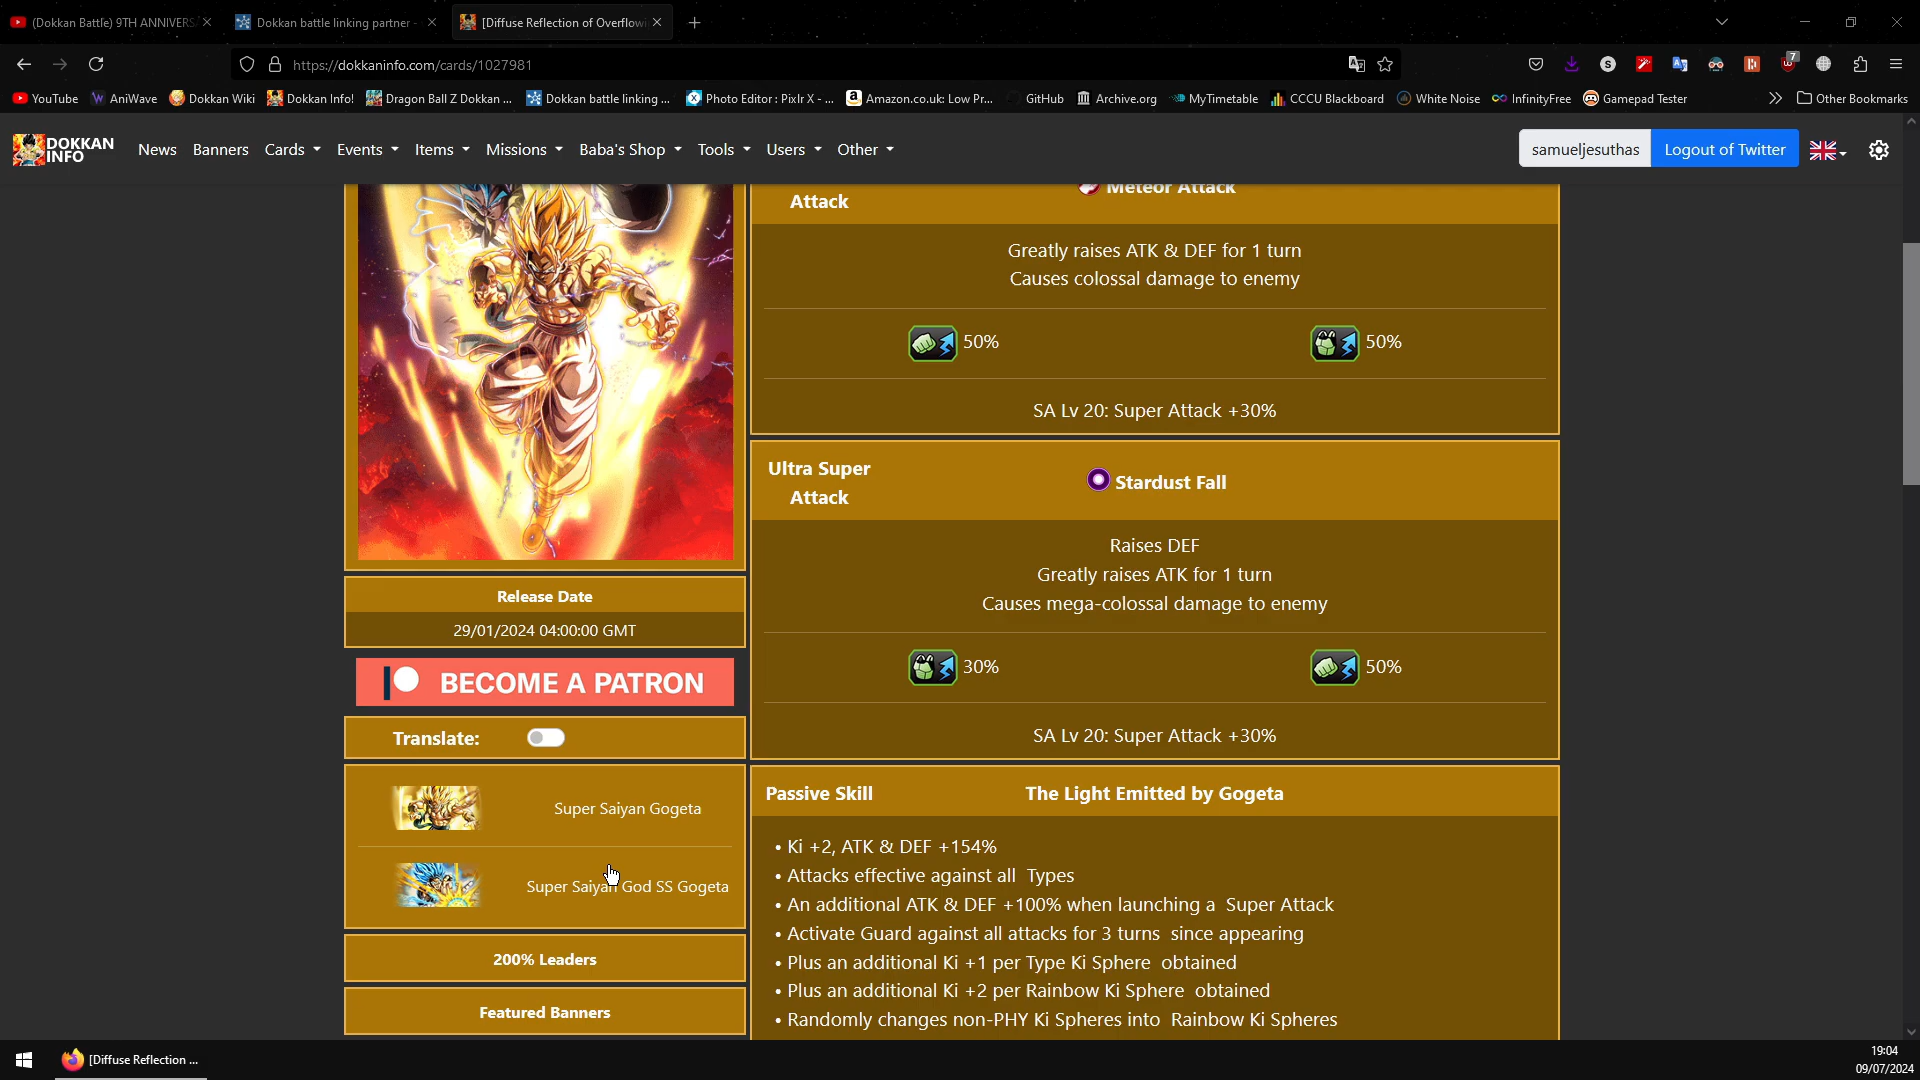 (Dokkan Battle) 9TH ANNIVERS
Dokkan battle linking partner -
[Diffuse Reflection of Overflowi
https://dokkaninfo.com/cards/1027981
7
YouTube
AniWave
Dokkan Wiki
Dokkan Info!
Dragon Ball Z Dokkan ...
Dokkan battle linking ...
Photo Editor : Pixlr X - ...
Amazon.co.uk: Low Pr...
GitHub
Archive.org
MyTimetable
CCCU Blackboard
White Noise
InfinityFree
Gamepad Tester
Other Bookmarks
DOKKAN
INFO
News
Banners
Cards
Events
Items
Missions
Baba's Shop
Tools
Users
Other
samueljesuthas
Logout of Twitter
Attack
Meteor Attack
Greatly raises ATK & DEF for 1 turn
Causes colossal damage to enemy
50%
50%
SA Lv 20: Super Attack +30%
Ultra Super
Attack
Stardust Fall
Raises DEF
Greatly raises ATK for 1 turn
Causes mega-colossal damage to enemy
30%
50%
SA Lv 20: Super Attack +30%
Passive Skill
The Light Emitted by Gogeta
• Ki +2, ATK & DEF +154%
• Attacks effective against all Types
• An additional ATK & DEF +100% when launching a Super Attack
• Activate Guard against all attacks for 3 turns since appearing
• Plus an additional Ki +1 per Type Ki Sphere obtained
• Plus an additional Ki +2 per Rainbow Ki Sphere obtained
• Randomly changes non-PHY Ki Spheres into Rainbow Ki Spheres
Release Date
29/01/2024 04:00:00 GMT
BECOME A PATRON
Translate:
Super Saiyan Gogeta
Super Saiyan God SS Gogeta
200% Leaders
Featured Banners
[Diffuse Reflection ...
19:04
09/07/2024